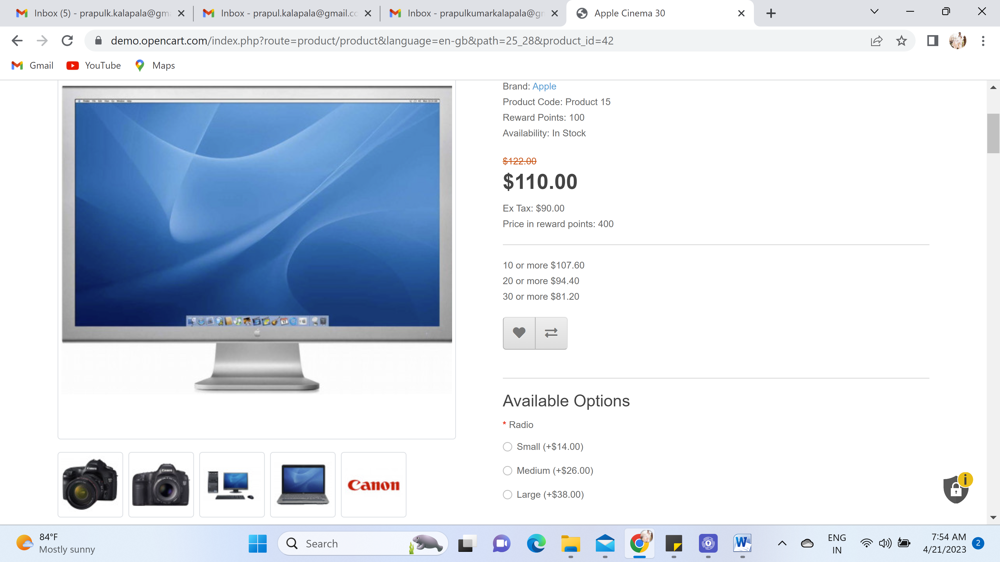 Inbox (5) - prapulk.kalapala@gma
Inbox - prapul.kalapala@gmail.co
Inbox - prapulkumarkalapala@gm
Apple Cinema 30
demo.opencart.com/index.php?route=product/product&language=en-gb&path=25_28&product_id=42
Gmail
YouTube
Maps
Brand: Apple
Product Code: Product 15
Reward Points: 100
Availability: In Stock
$122.00
$110.00
Ex Tax: $90.00
Price in reward points: 400
10 or more $107.60
20 or more $94.40
30 or more $81.20
Available Options
* Radio
Small (+$14.00)
Medium (+$26.00)
Large (+$38.00)
Canon
84°F
Mostly sunny
Search
ENG
IN
7:54 AM
4/21/2023
2